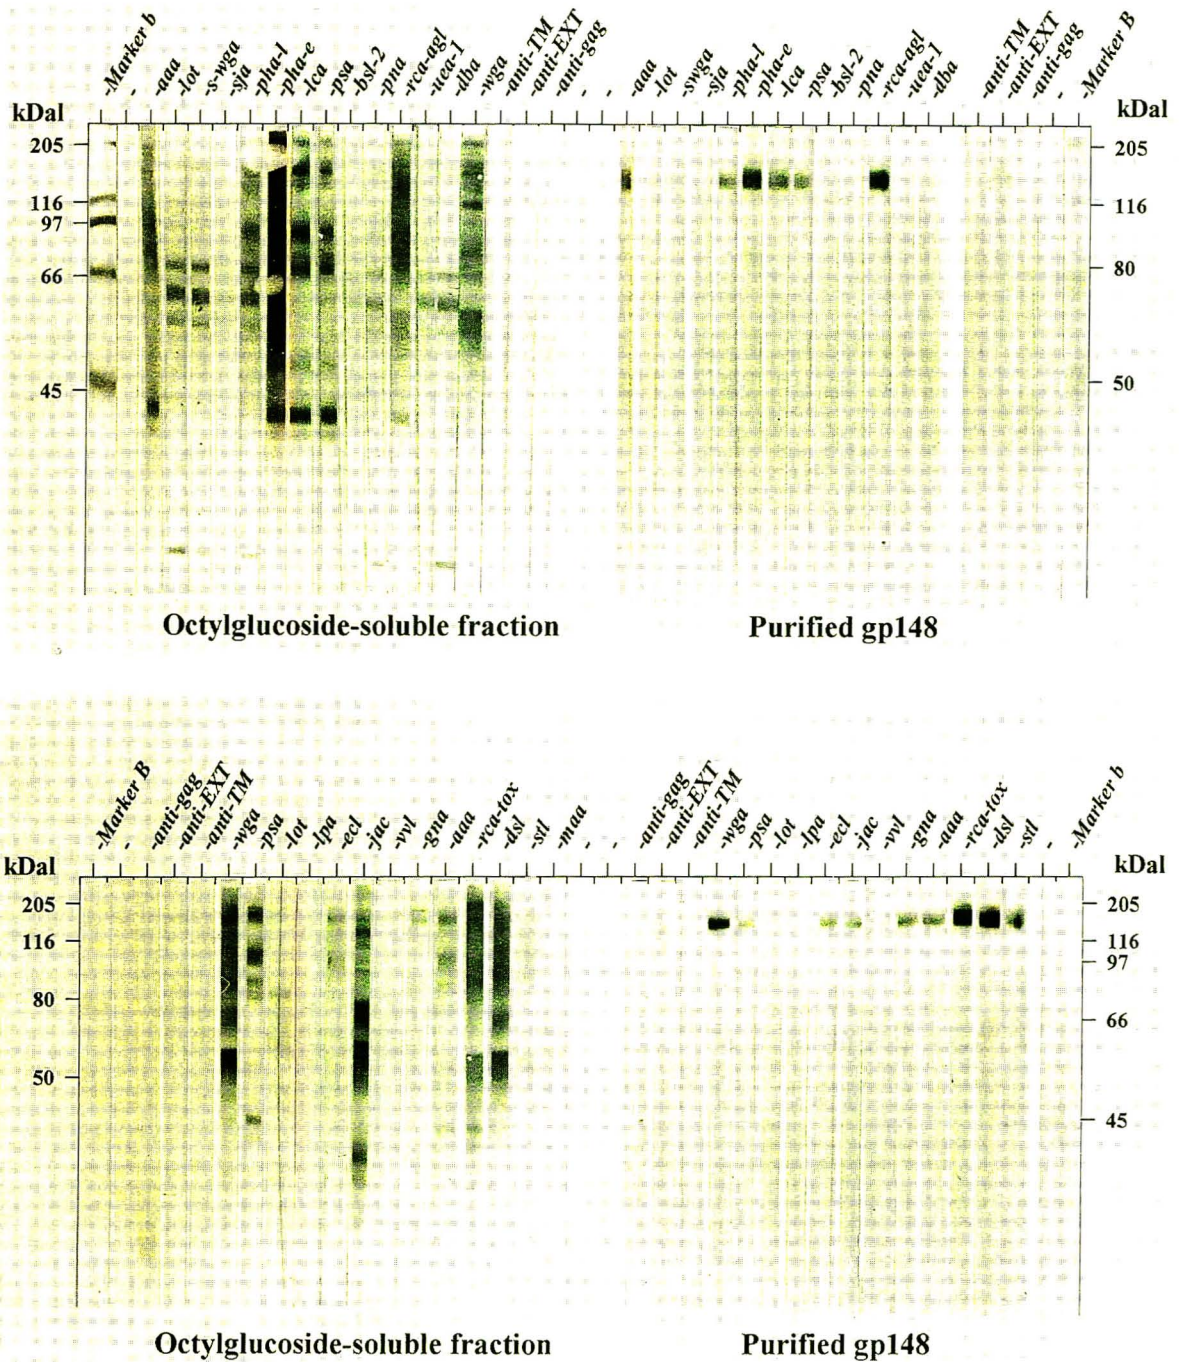 -Marker b
-
-aaa
-lot
-s-wga
-sja
-pha-l
-pha-e
-lca
-psa
-bsl-2
-pna
-rca-agl
-uea-1
-dba
-wga
-anti-TM
-anti-EXT
-anti-gag
-
-
-aaa
-lot
-swga
-sja
-pha-l
-pha-e
-lca
-psa
-bsl-2
-pna
-rca-agl
-uea-1
-dba
-anti-TM
-anti-EXT
-anti-gag
-
-Marker B
kDal
205
116
97
66
45
kDal
205
116
80
50
Octylglucoside-soluble fraction
Purified gp148
-Marker B
-
-anti-gag
-anti-EXT
-anti-TM
-wga
-psa
-lot
-lpa
-ecl
-jac
-vvl
-gna
-aaa
-rca-tox
-dsl
-stl
-maa
-
-
-anti-gag
-anti-EXT
-anti-TM
-wga
-psa
-lot
-lpa
-ecl
-jac
-vvl
-gna
-aaa
-rca-tox
-dsl
-stl
-
-Marker b
kDal
205
116
80
50
kDal
205
116
97
66
45
Octylglucoside-soluble fraction
Purified gp148